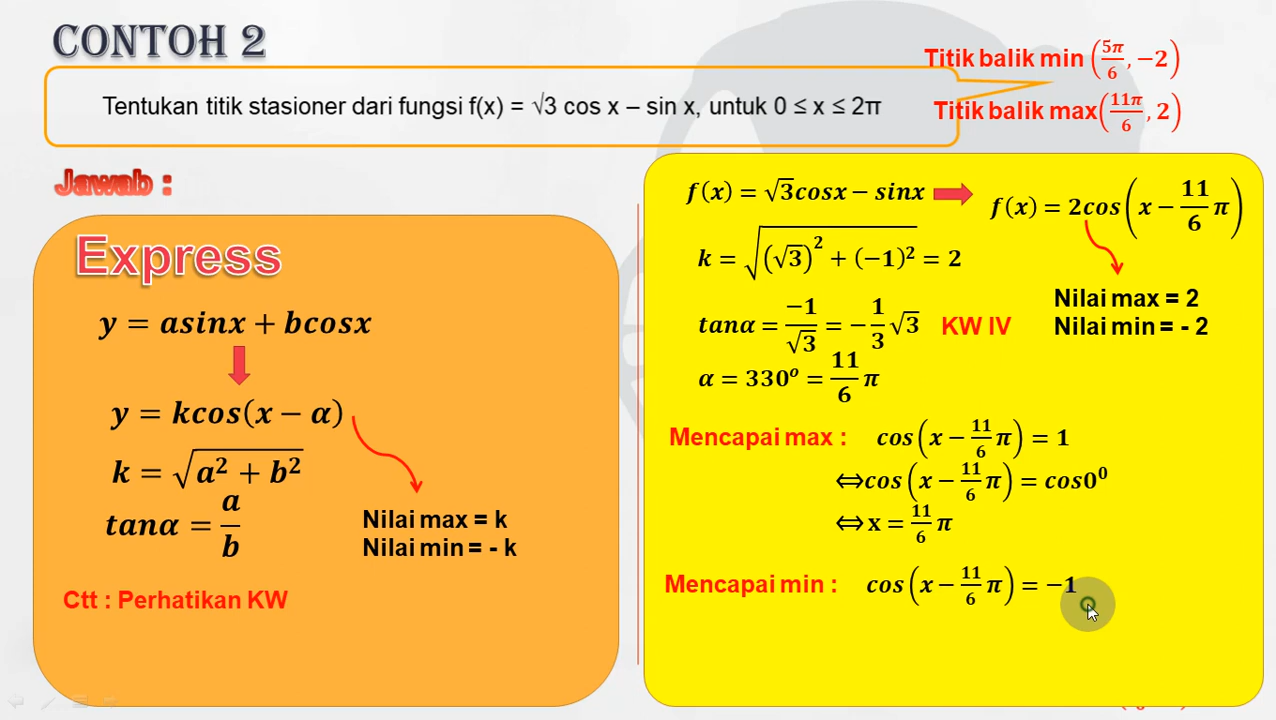 CONTOH 2
Titik balik min (5π/6, −2)
Titik balik max(11π/6, 2)
Tentukan titik stasioner dari fungsi f(x) = √3 cos x – sin x, untuk 0 ≤ x ≤ 2π
Jawab :
Express
y = asinx + bcosx
y = kcos(x − α)
k = √(a² + b²)
tanα = a/b
Nilai max = k
Nilai min = - k
Ctt : Perhatikan KW
f(x) = √3cosx − sinx
f(x) = 2cos(x − 11/6 π)
k = √((√3)² + (−1)²) = 2
Nilai max = 2
Nilai min = - 2
tanα = −1/√3 = −1/3 √3 KW IV
α = 330° = 11/6 π
Mencapai max : cos(x − 11/6 π) = 1
⇔cos(x − 11/6 π) = cos0⁰
⇔ x = 11/6 π
Mencapai min : cos(x − 11/6 π) = −1